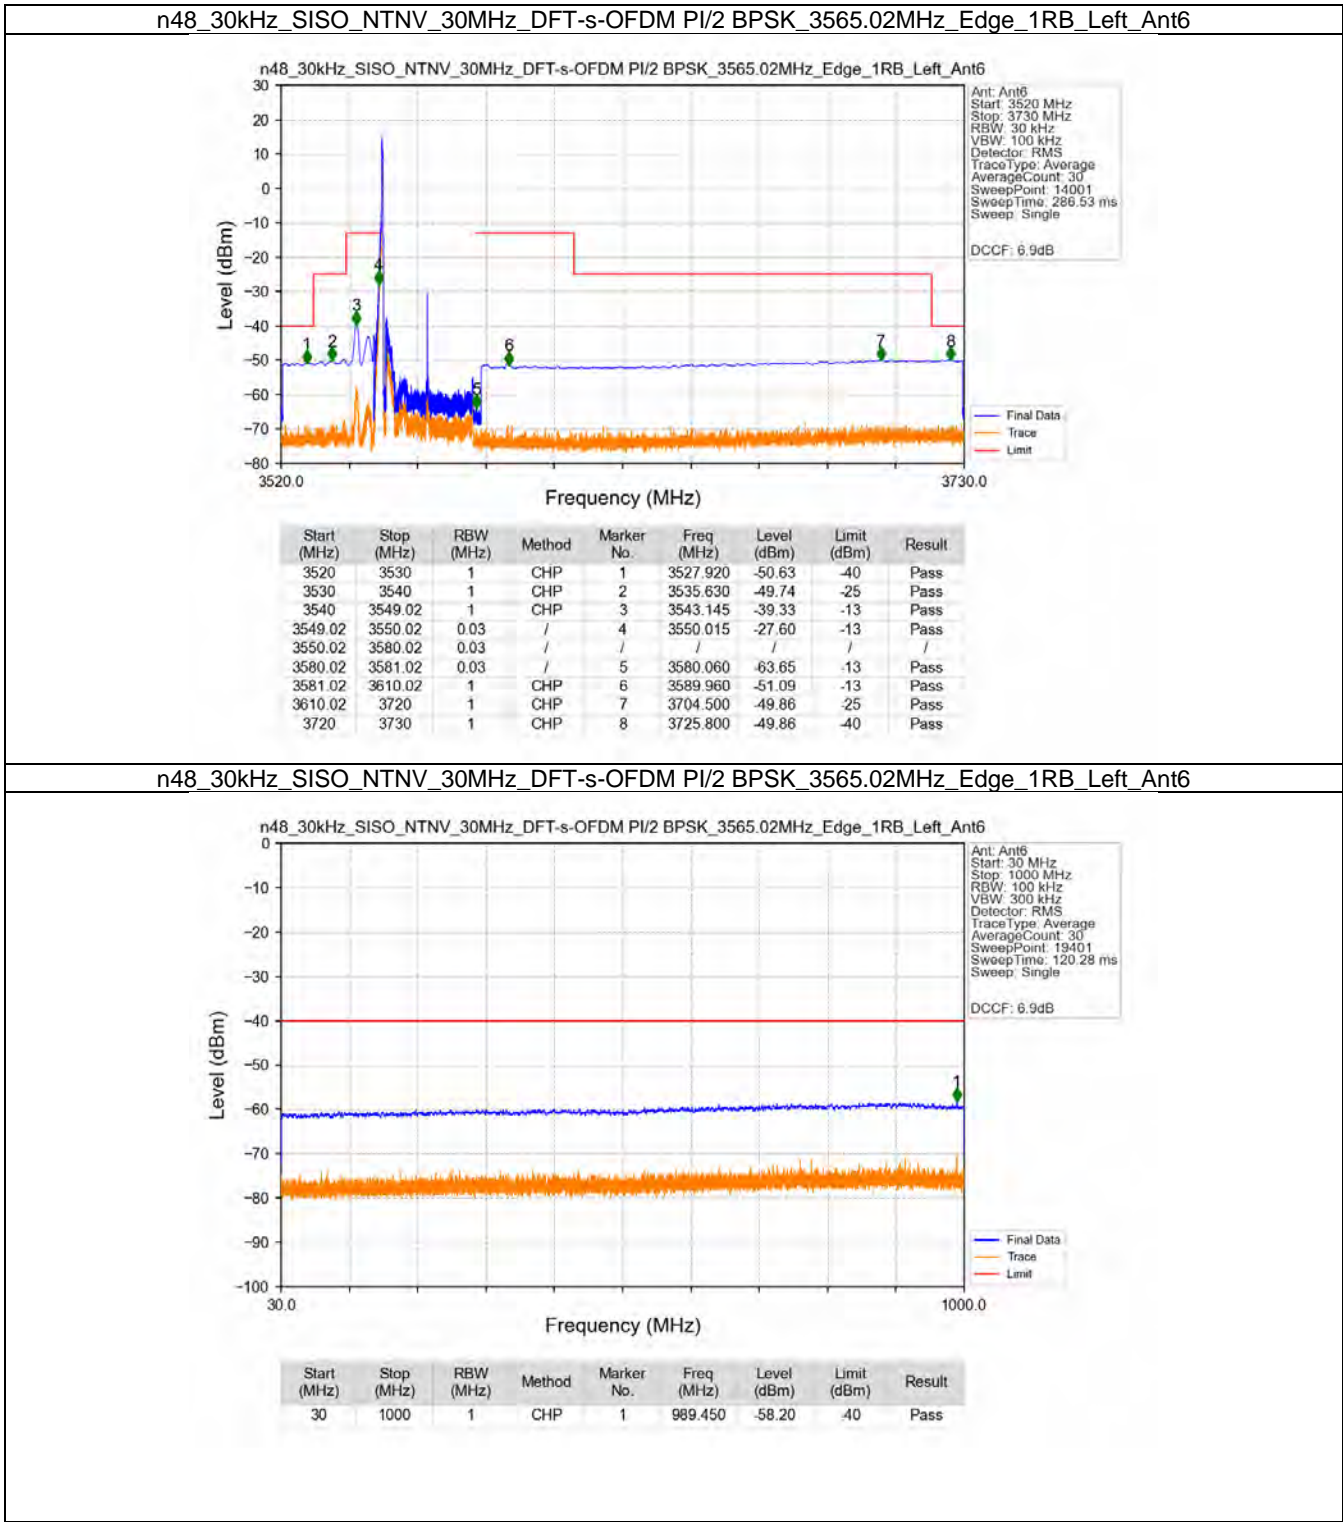 n48_30kHz_SISO_NTNV_30MHz_DFT-s-OFDM PI/2 BPSK_3565.02MHz_Edge_1RB_Left_Ant6
n48_30kHz_SISO_NTNV_30MHz_DFT-s-OFDM PI/2 BPSK_3565.02MHz_Edge_1RB_Left_Ant6
Ant: Ant6
Start: 3520 MHz
Stop: 3730 MHz
RBW: 30 kHz
VBW: 100 kHz
Detector: RMS
TraceType: Average
AverageCount: 30
SweepPoint: 14001
SweepTime: 286.53 ms
Sweep: Single
DCCF: 6.9dB
30
20
10
0
−10
−20
−30
−40
−50
−60
−70
−80
Level (dBm)
1
2
3
4
5
6
7
8
Final Data
Trace
Limit
3520.0
3730.0
Frequency (MHz)
Start (MHz) Stop (MHz) RBW (MHz) Method Marker No. Freq (MHz) Level (dBm) Limit (dBm) Result
3520 3530 1 CHP 1 3527.920 -50.63 -40 Pass
3530 3540 1 CHP 2 3535.630 -49.74 -25 Pass
3540 3549.02 1 CHP 3 3543.145 -39.33 -13 Pass
3549.02 3550.02 0.03 / 4 3550.015 -27.60 -13 Pass
3550.02 3580.02 0.03 / / / / / /
3580.02 3581.02 0.03 / 5 3580.060 -63.65 -13 Pass
3581.02 3610.02 1 CHP 6 3589.960 -51.09 -13 Pass
3610.02 3720 1 CHP 7 3704.500 -49.86 -25 Pass
3720 3730 1 CHP 8 3725.800 -49.86 -40 Pass
n48_30kHz_SISO_NTNV_30MHz_DFT-s-OFDM PI/2 BPSK_3565.02MHz_Edge_1RB_Left_Ant6
n48_30kHz_SISO_NTNV_30MHz_DFT-s-OFDM PI/2 BPSK_3565.02MHz_Edge_1RB_Left_Ant6
Ant: Ant6
Start: 30 MHz
Stop: 1000 MHz
RBW: 100 kHz
VBW: 300 kHz
Detector: RMS
TraceType: Average
AverageCount: 30
SweepPoint: 19401
SweepTime: 120.28 ms
Sweep: Single
DCCF: 6.9dB
0
−10
−20
−30
−40
−50
−60
−70
−80
−90
−100
Level (dBm)
1
Final Data
Trace
Limit
30.0
1000.0
Frequency (MHz)
Start (MHz) Stop (MHz) RBW (MHz) Method Marker No. Freq (MHz) Level (dBm) Limit (dBm) Result
30 1000 1 CHP 1 989.450 -58.20 -40 Pass